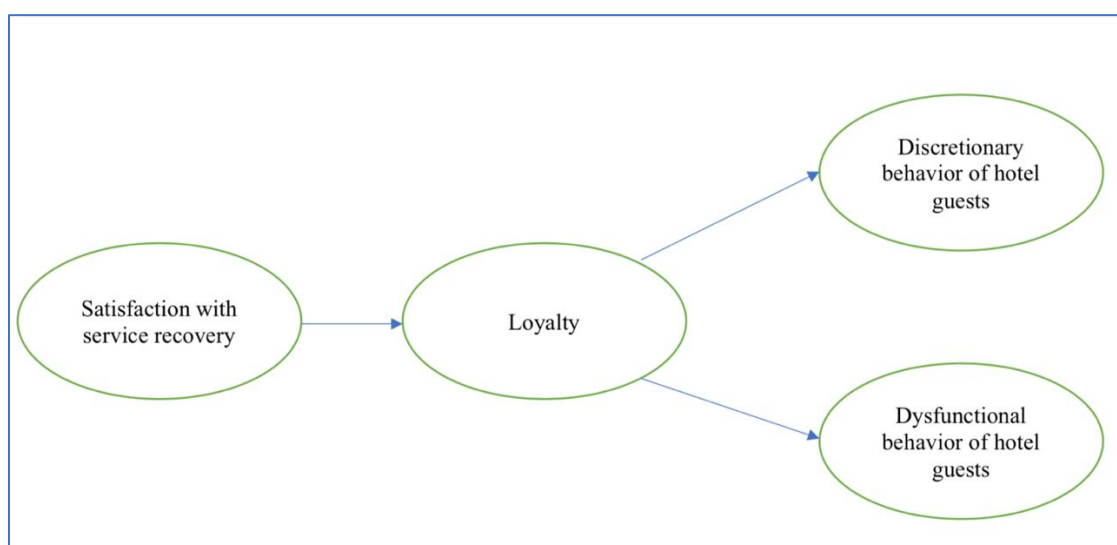 Satisfaction with
service recovery
Loyalty
Discretionary
behavior of hotel
guests
Dysfunctional
behavior of hotel
guests